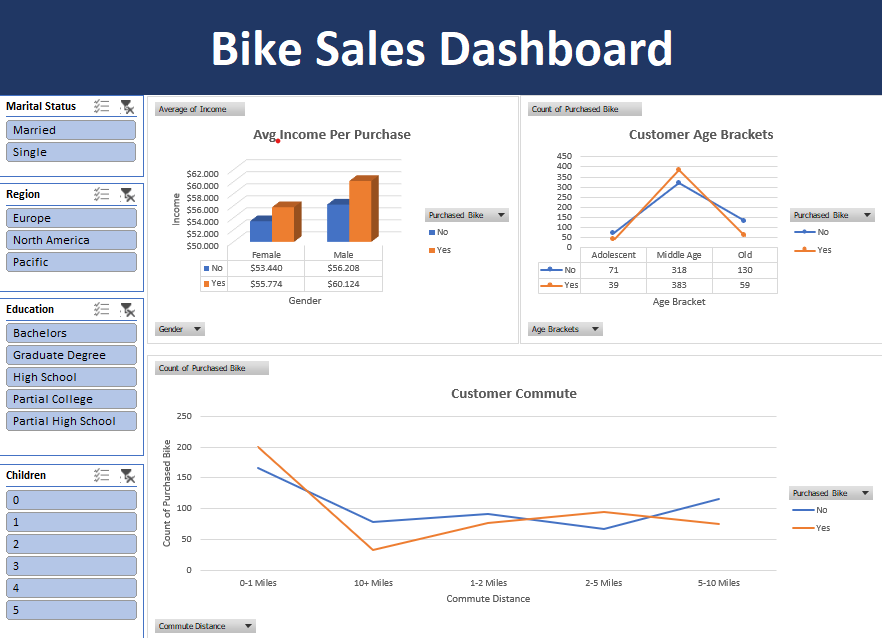 Bike Sales Dashboard
Marital Status
Married
Single
Region
Europe
North America
Pacific
Education
Bachelors
Graduate Degree
High School
Partial College
Partial High School
Children
0
1
2
3
4
5
Average of Income
Avg Income Per Purchase
Income
$62.000
$60.000
$58.000
$56.000
$54.000
$52.000
$50.000
Female Male
No $53.440 $56.208
Yes $55.774 $60.124
Gender
Purchased Bike
No
Yes
Gender
Count of Purchased Bike
Customer Age Brackets
450
400
350
300
250
200
150
100
50
0
Adolescent Middle Age Old
No 71 318 130
Yes 39 383 59
Age Bracket
Purchased Bike
No
Yes
Age Brackets
Count of Purchased Bike
Customer Commute
Count of Purchased Bike
250
200
150
100
50
0
0-1 Miles 10+ Miles 1-2 Miles 2-5 Miles 5-10 Miles
Commute Distance
Purchased Bike
No
Yes
Commute Distance